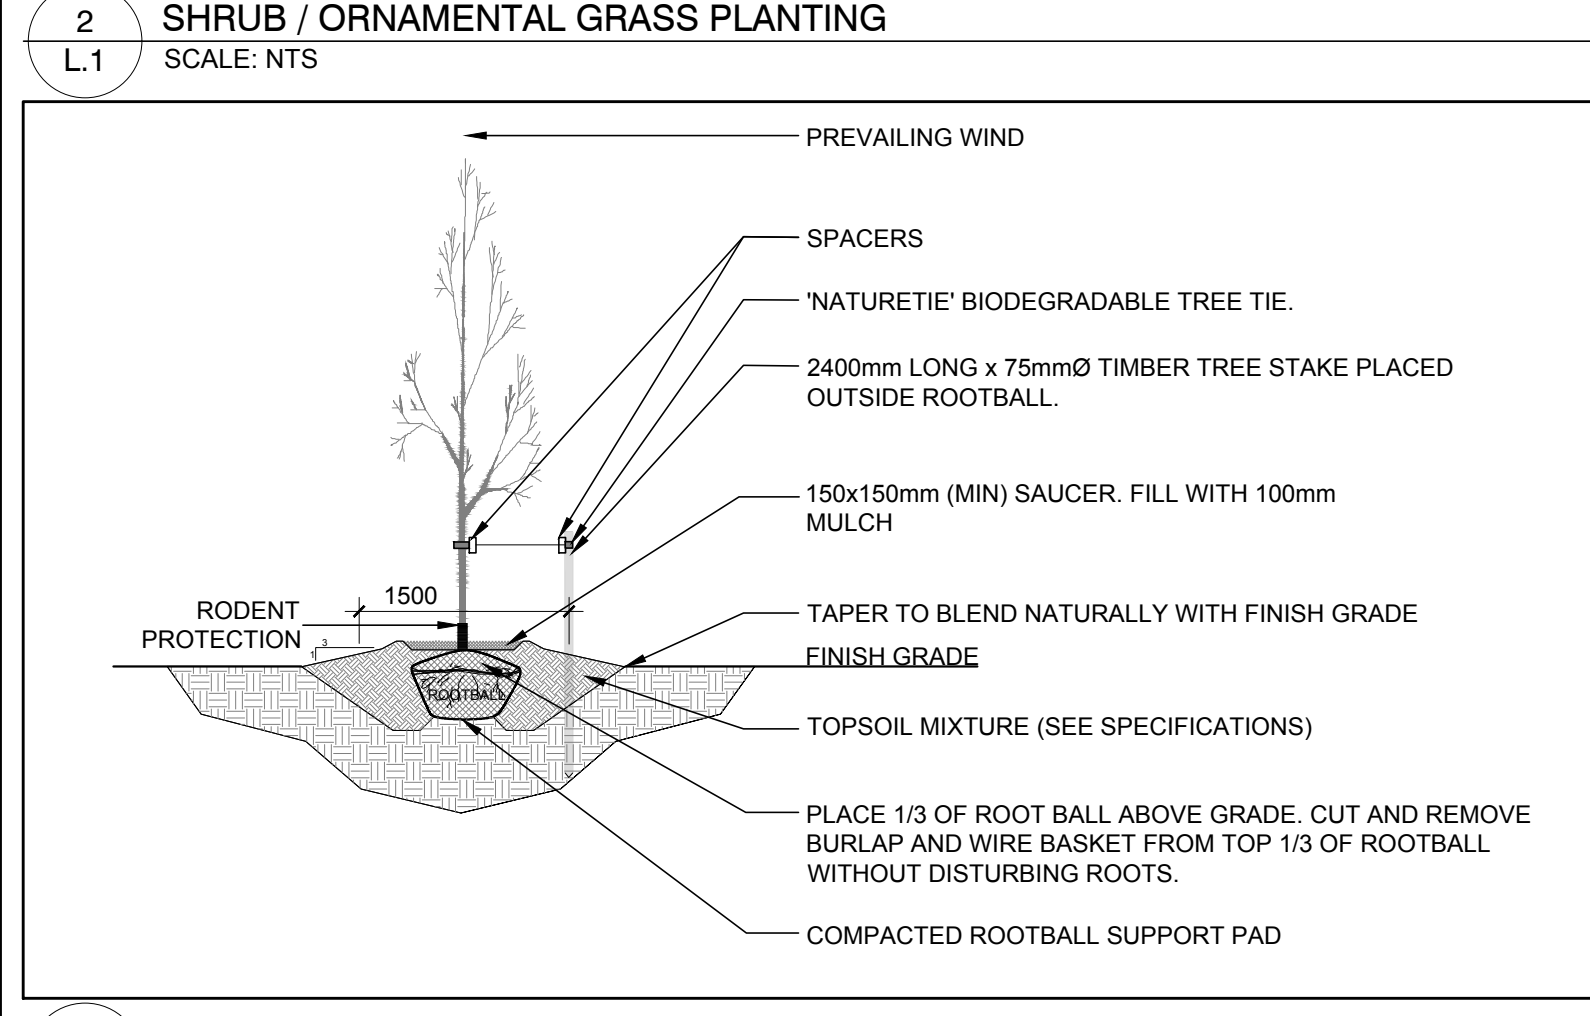 2
L.1
SHRUB / ORNAMENTAL GRASS PLANTING
SCALE: NTS
PREVAILING WIND
SPACERS
'NATURETIE' BIODEGRADABLE TREE TIE.
2400mm LONG x 75mmØ TIMBER TREE STAKE PLACED
OUTSIDE ROOTBALL.
150x150mm (MIN) SAUCER. FILL WITH 100mm
MULCH
1500
RODENT
PROTECTION
3
1
TAPER TO BLEND NATURALLY WITH FINISH GRADE
FINISH GRADE
ROOTBALL
TOPSOIL MIXTURE (SEE SPECIFICATIONS)
PLACE 1/3 OF ROOT BALL ABOVE GRADE. CUT AND REMOVE
BURLAP AND WIRE BASKET FROM TOP 1/3 OF ROOTBALL
WITHOUT DISTURBING ROOTS.
COMPACTED ROOTBALL SUPPORT PAD